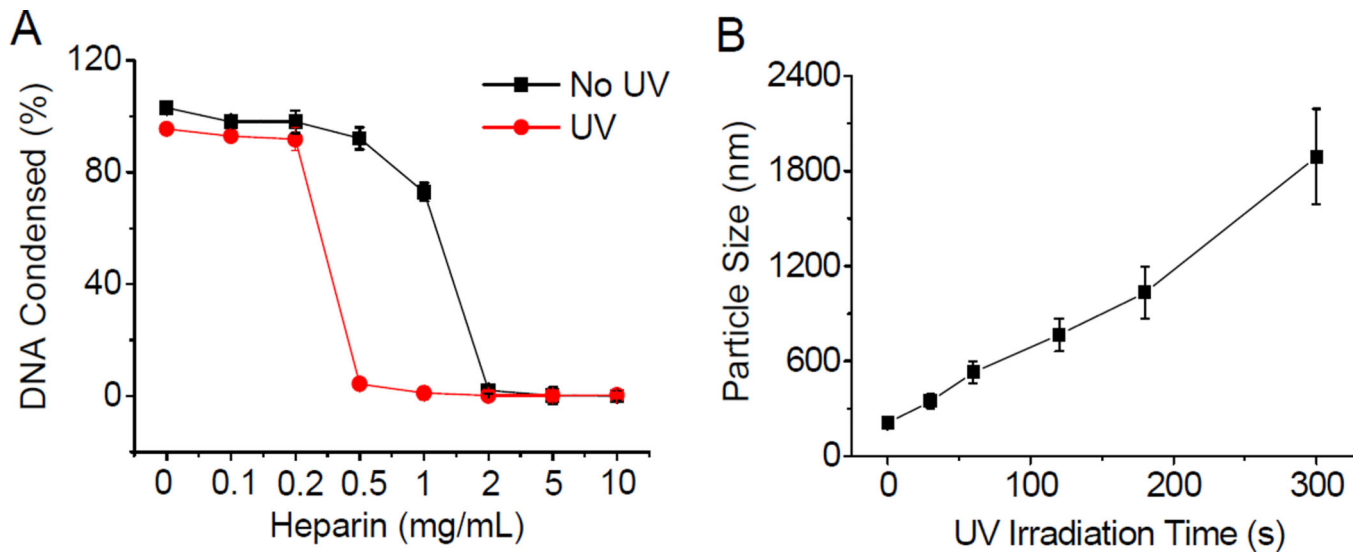 A
DNA Condensed (%)
120
80
40
0
No UV
UV
0 0.1 0.2 0.5 1 2 5 10
Heparin (mg/mL)
B
Particle Size (nm)
2400
1800
1200
600
0
0 100 200 300
UV Irradiation Time (s)